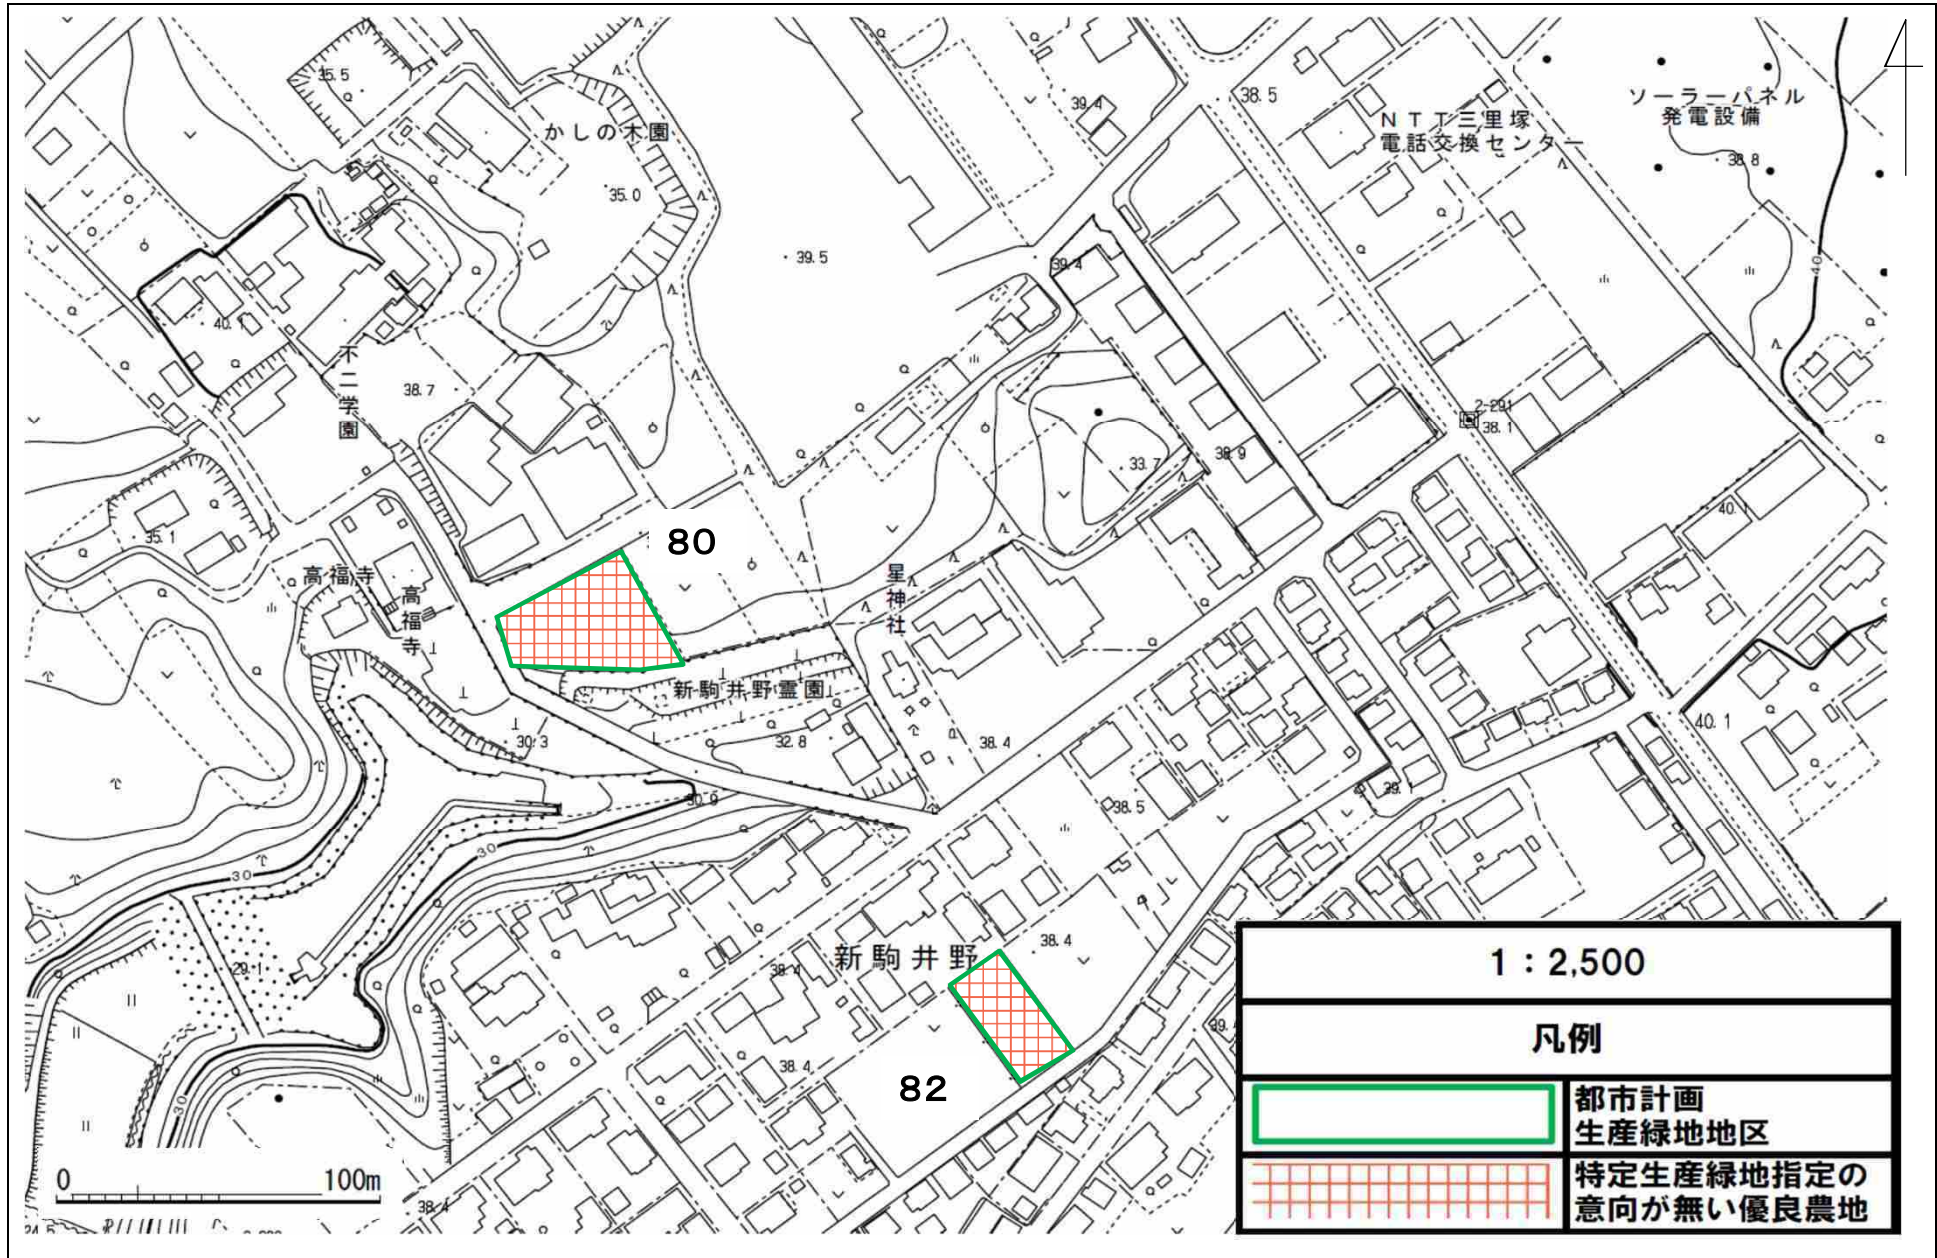 35.5
かしの木園
35.0
39.5
39.4
38.5
NTT三里塚
電話交換センター
ソーラーパネル
発電設備
38.8
40
39.4
40.1
不二学園
38.7
2-291
38.1
33.7
38.9
40.1
35.1
高福寺
高福寺
80
星神社
新駒井野霊園
30.3
32.8
38.4
30.9
38.5
39.1
40.1
30
30
29.1
新駒井野
38.4
38.4
38.4
82
30
38.4
0 100m
1：2,500
凡例
都市計画
生産緑地地区
特定生産緑地指定の
意向が無い優良農地